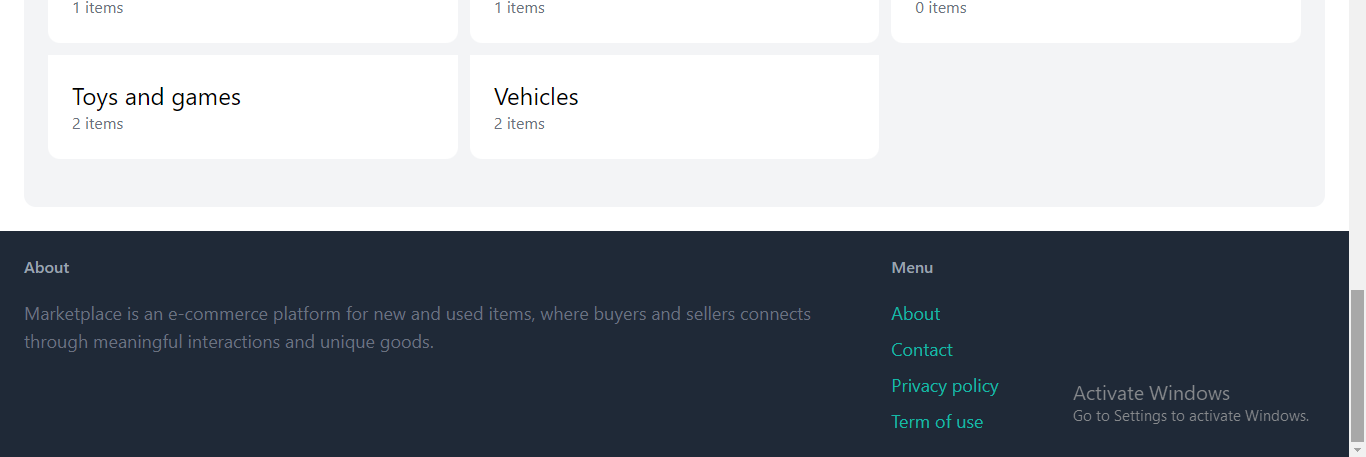 1 items
1 items
0 items
Toys and games
2 items
Vehicles
2 items
About
Marketplace is an e-commerce platform for new and used items, where buyers and sellers connects
through meaningful interactions and unique goods.
Menu
About
Contact
Privacy policy
Term of use
Activate Windows
Go to Settings to activate Windows.